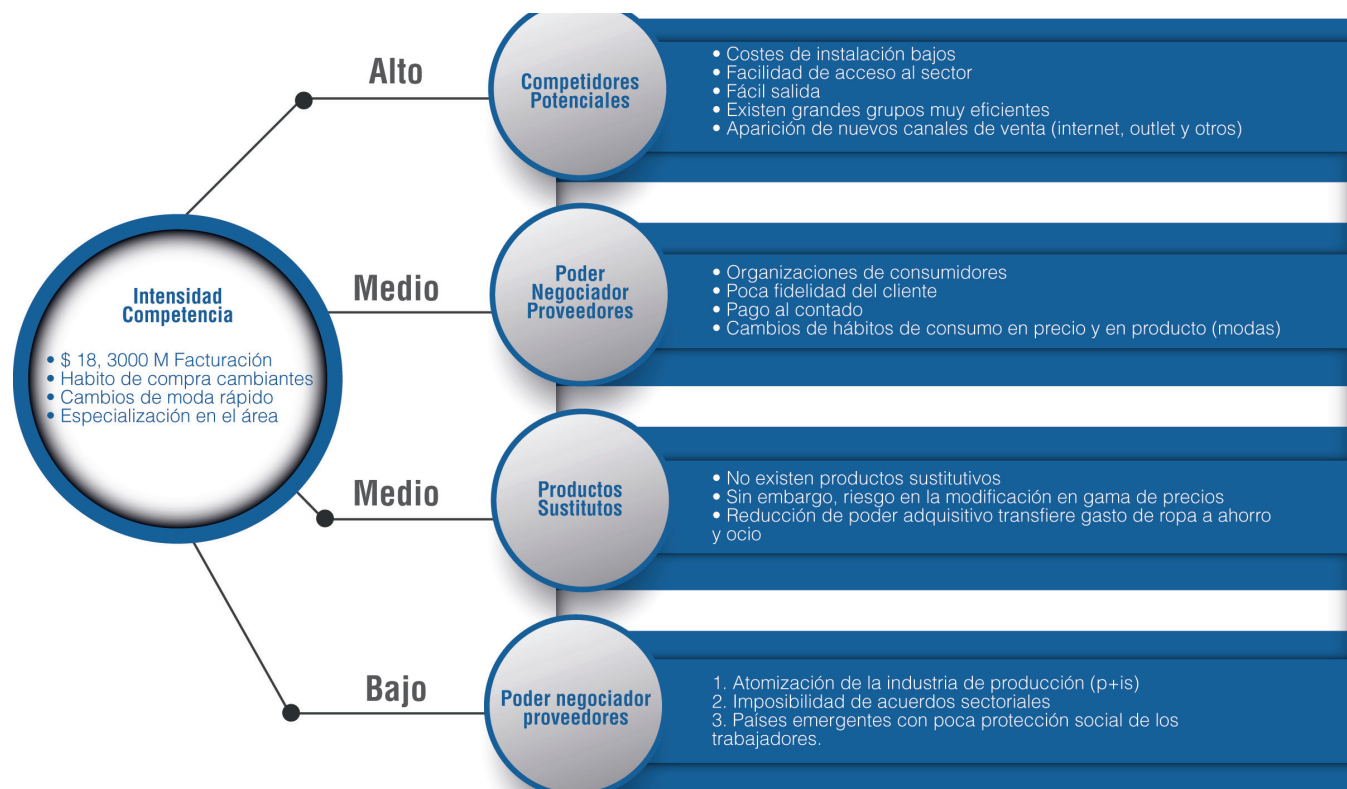 Alto
Competidores
Potenciales
• Costes de instalación bajos
• Facilidad de acceso al sector
• Fácil salida
• Existen grandes grupos muy eficientes
• Aparición de nuevos canales de venta (internet, outlet y otros)
Intensidad
Competencia
• $ 18, 3000 M Facturación
• Habito de compra cambiantes
• Cambios de moda rápido
• Especialización en el área
Medio
Poder
Negociador
Proveedores
• Organizaciones de consumidores
• Poca fidelidad del cliente
• Pago al contado
• Cambios de hábitos de consumo en precio y en producto (modas)
Medio
Productos
Sustitutos
• No existen productos sustitutivos
• Sin embargo, riesgo en la modificación en gama de precios
• Reducción de poder adquisitivo transfiere gasto de ropa a ahorro
y ocio
Bajo
Poder negociador
proveedores
1. Atomización de la industria de producción (p+is)
2. Imposibilidad de acuerdos sectoriales
3. Países emergentes con poca protección social de los
trabajadores.